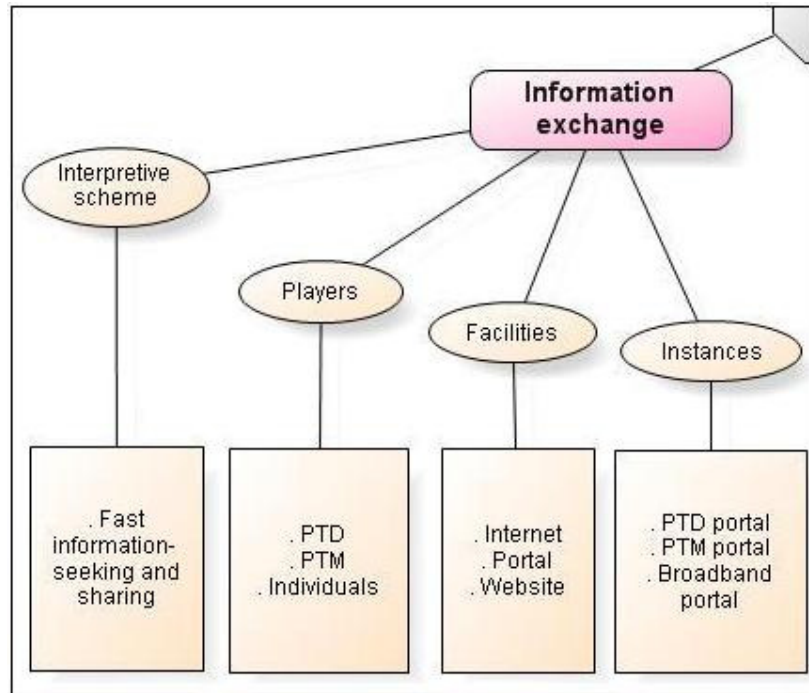 Information
exchange
Interpretive
scheme
Players
Facilities
Instances
. Fast
information-
seeking and
sharing
. PTD
. PTM
. Individuals
. Internet
. Portal
. Website
. PTD portal
. PTM portal
. Broadband
portal